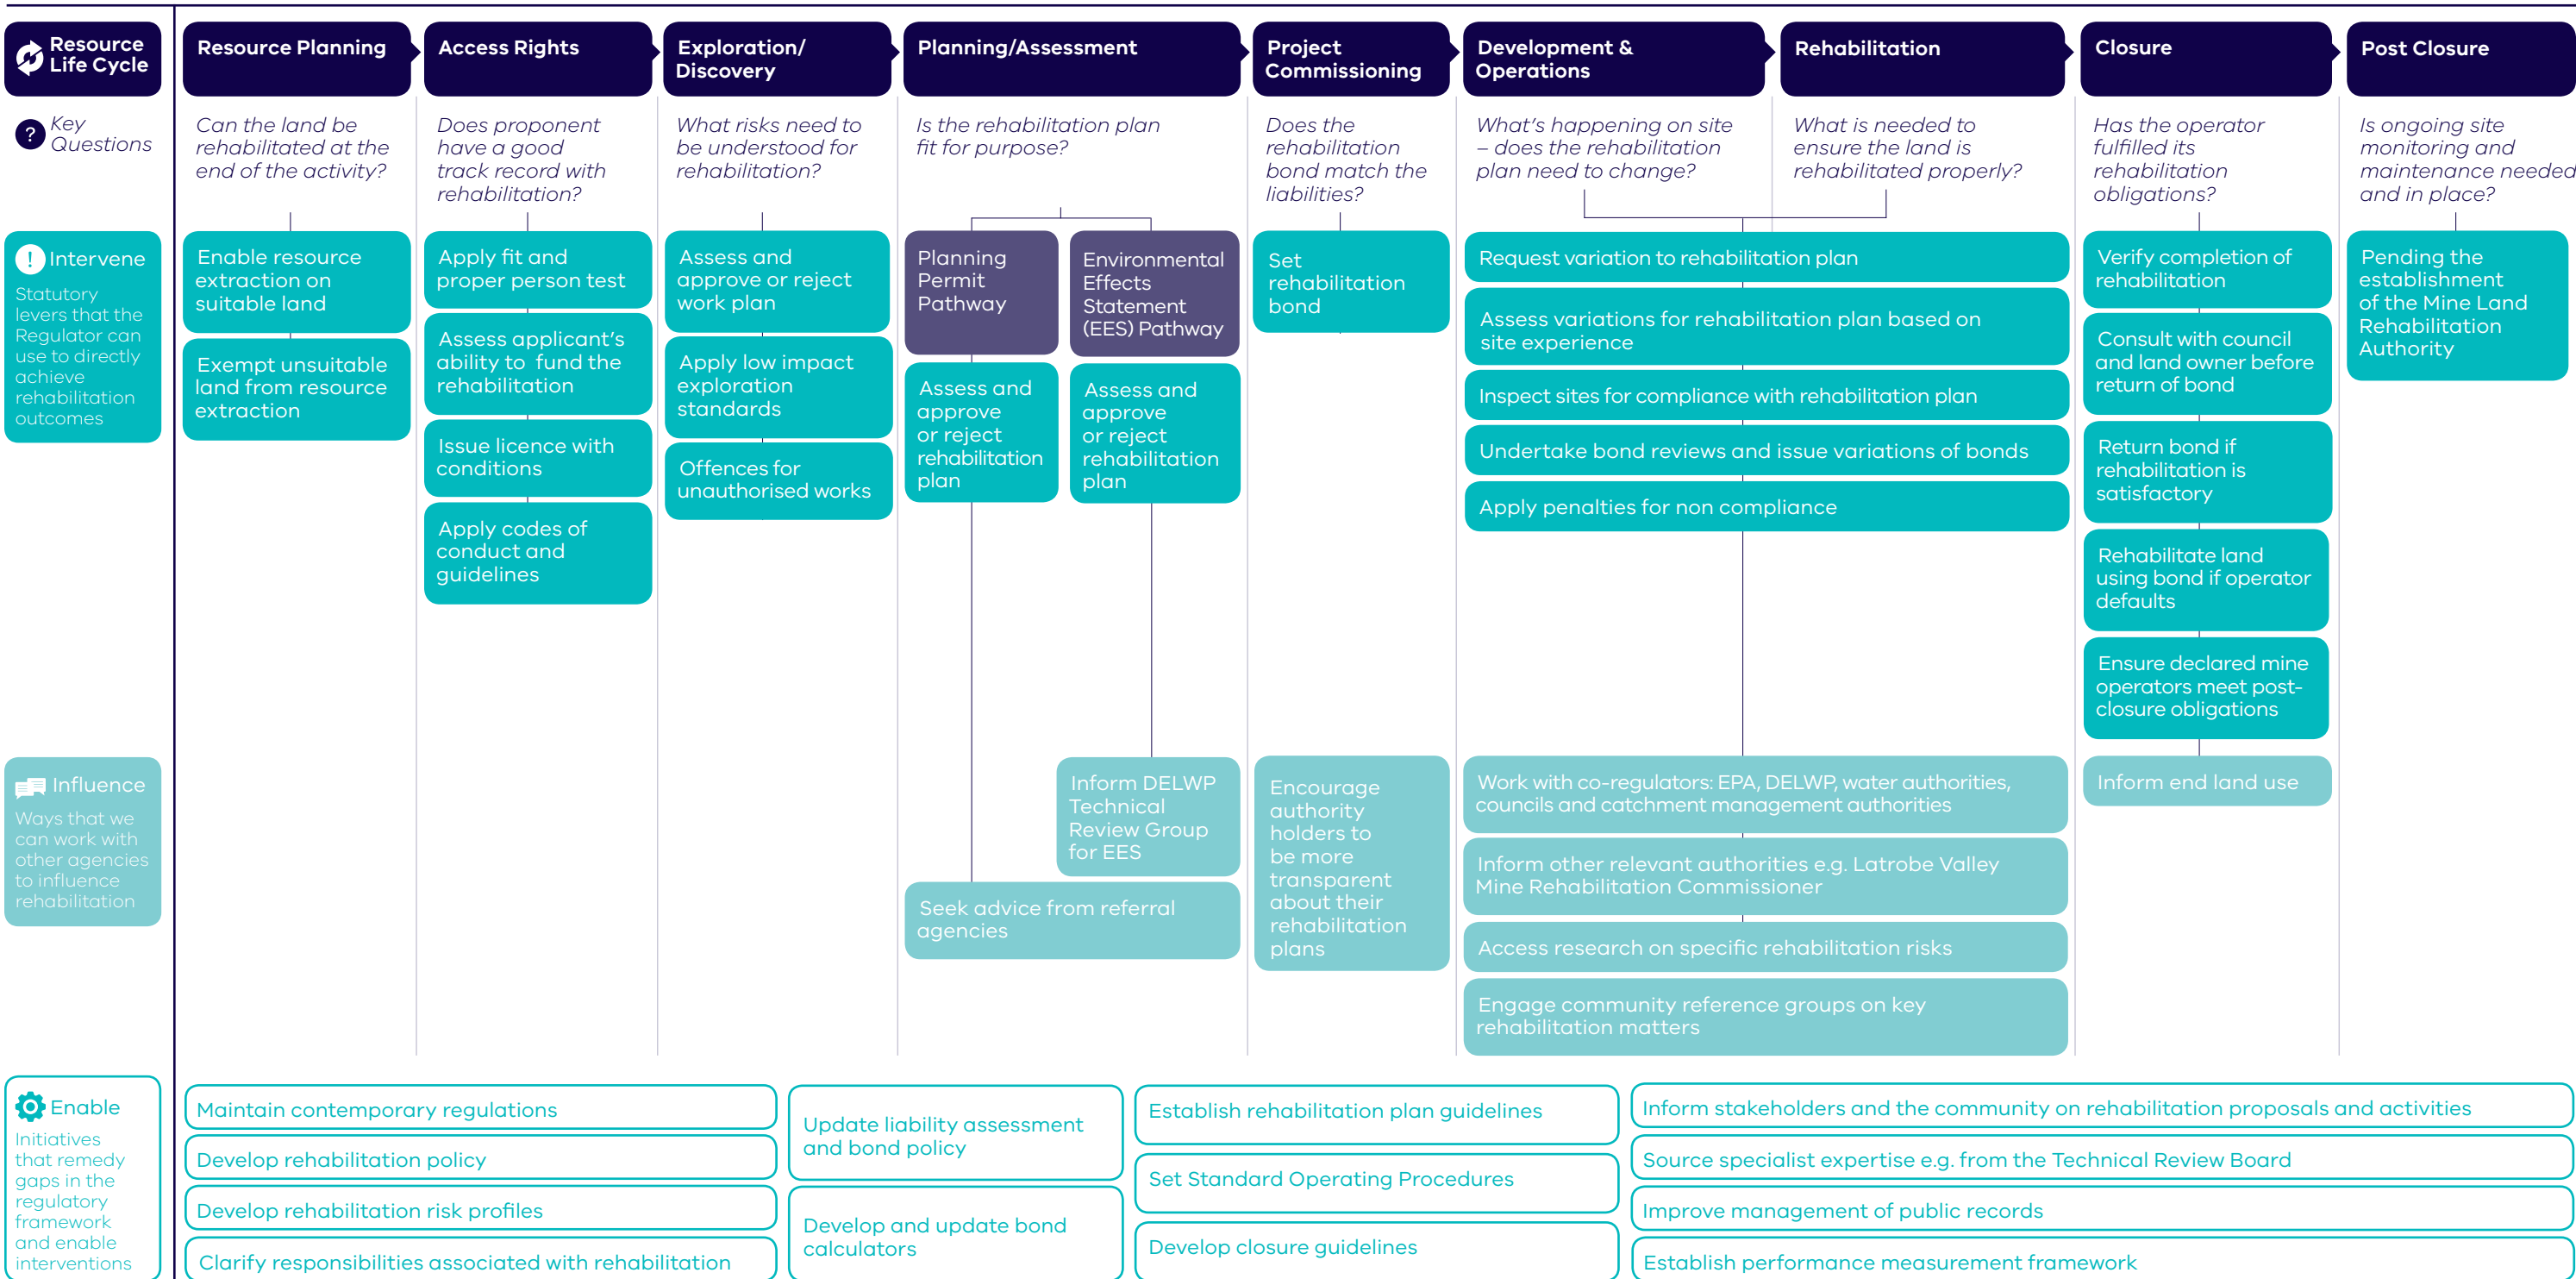 Resource
Life Cycle
Resource Planning
Access Rights
Exploration/
Discovery
Planning/Assessment
Project
Commissioning
Development &
Operations
Rehabilitation
Closure
Post Closure
?
Key
Questions
Can the land be
rehabilitated at the
end of the activity?
Does proponent
have a good
track record with
rehabilitation?
What risks need to
be understood for
rehabilitation?
Is the rehabilitation plan
fit for purpose?
Does the
rehabilitation
bond match the
liabilities?
What's happening on site
– does the rehabilitation
plan need to change?
What is needed to
ensure the land is
rehabilitated properly?
Has the operator
fulfilled its
rehabilitation
obligations?
Is ongoing site
monitoring and
maintenance needed
and in place?
! Intervene
Statutory
levers that the
Regulator can
use to directly
achieve
rehabilitation
outcomes
Enable resource
extraction on
suitable land
Exempt unsuitable
land from resource
extraction
Apply fit and
proper person test
Assess applicant's
ability to fund the
rehabilitation
Issue licence with
conditions
Apply codes of
conduct and
guidelines
Assess and
approve or reject
work plan
Apply low impact
exploration
standards
Offences for
unauthorised works
Planning
Permit
Pathway
Assess and
approve
or reject
rehabilitation
plan
Environmental
Effects
Statement
(EES) Pathway
Assess and
approve
or reject
rehabilitation
plan
Set
rehabilitation
bond
Request variation to rehabilitation plan
Assess variations for rehabilitation plan based on
site experience
Inspect sites for compliance with rehabilitation plan
Undertake bond reviews and issue variations of bonds
Apply penalties for non compliance
Verify completion of
rehabilitation
Consult with council
and land owner before
return of bond
Return bond if
rehabilitation is
satisfactory
Rehabilitate land
using bond if operator
defaults
Ensure declared mine
operators meet post-
closure obligations
Pending the
establishment
of the Mine Land
Rehabilitation
Authority
Influence
Ways that we
can work with
other agencies
to influence
rehabilitation
Inform DELWP
Technical
Review Group
for EES
Seek advice from referral
agencies
Encourage
authority
holders to
be more
transparent
about their
rehabilitation
plans
Work with co-regulators: EPA, DELWP, water authorities,
councils and catchment management authorities
Inform other relevant authorities e.g. Latrobe Valley
Mine Rehabilitation Commissioner
Access research on specific rehabilitation risks
Engage community reference groups on key
rehabilitation matters
Inform end land use
Enable
Initiatives
that remedy
gaps in the
regulatory
framework
and enable
interventions
Maintain contemporary regulations
Develop rehabilitation policy
Develop rehabilitation risk profiles
Clarify responsibilities associated with rehabilitation
Update liability assessment
and bond policy
Develop and update bond
calculators
Establish rehabilitation plan guidelines
Set Standard Operating Procedures
Develop closure guidelines
Inform stakeholders and the community on rehabilitation proposals and activities
Source specialist expertise e.g. from the Technical Review Board
Improve management of public records
Establish performance measurement framework